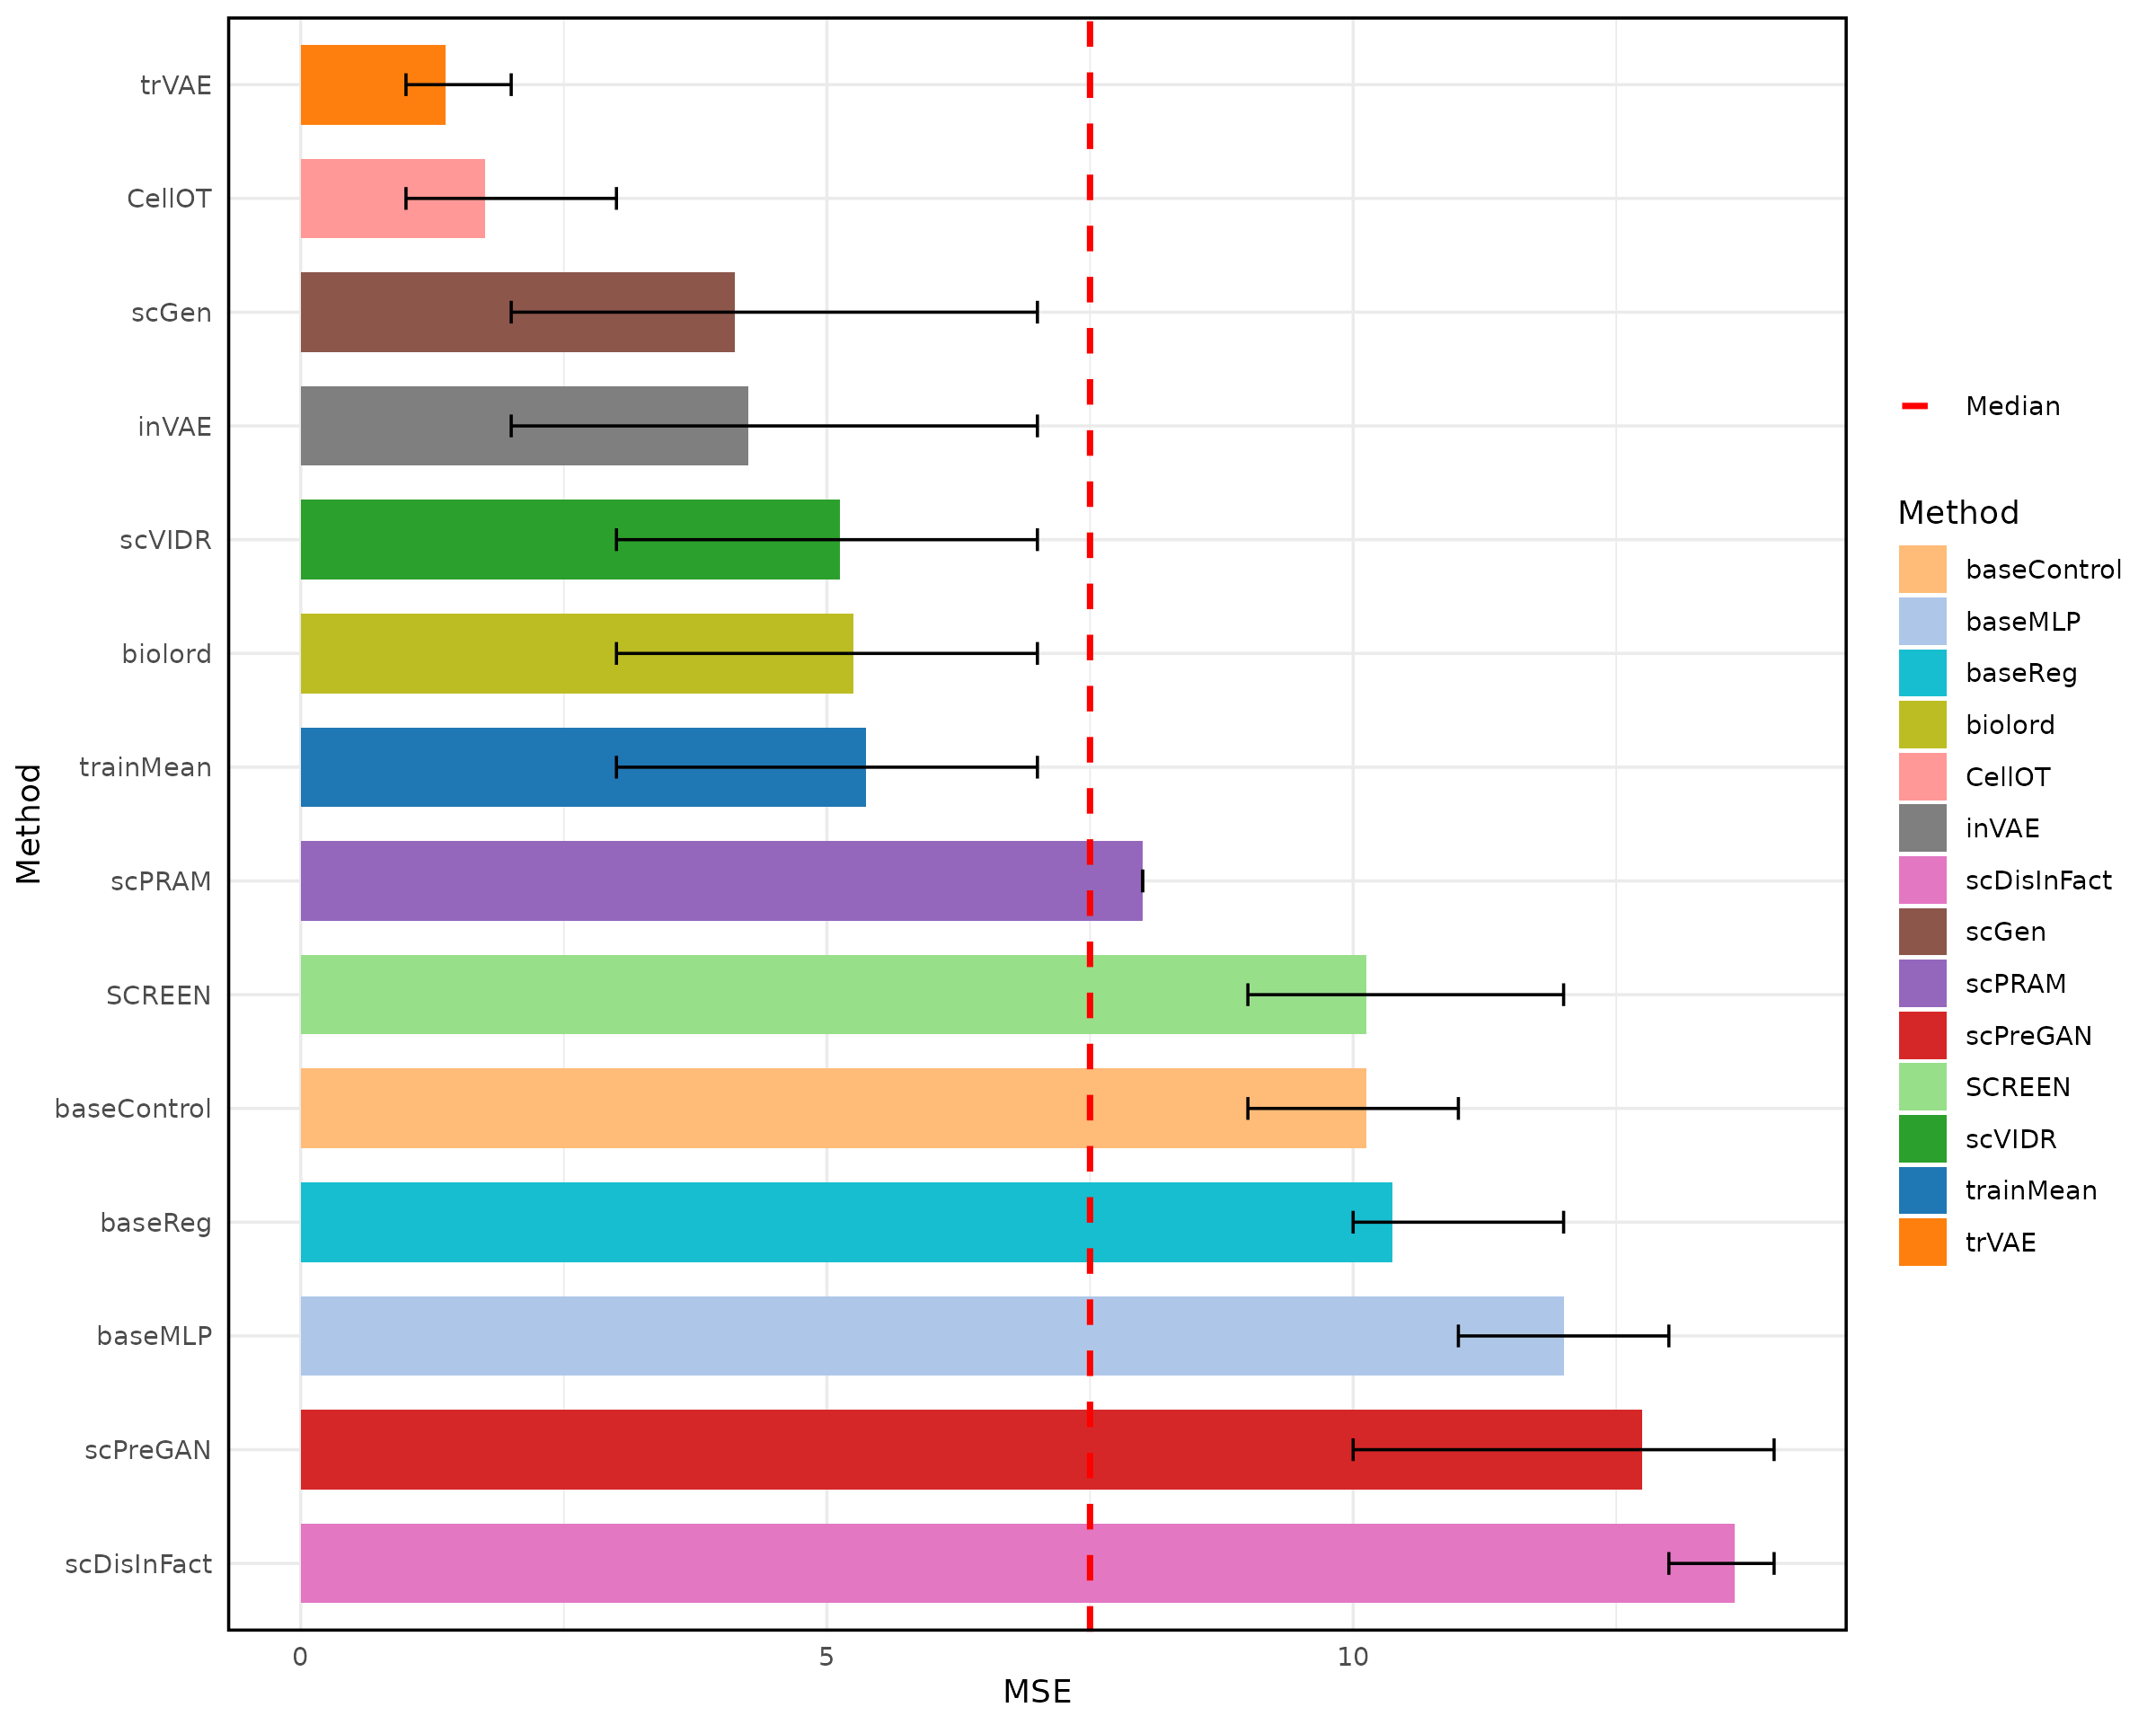 trVAE
CellOT
scGen
inVAE
scVIDR
biolord
trainMean
scPRAM
SCREEN
baseControl
baseReg
baseMLP
scPreGAN
scDisInFact
Method
0 5 10
MSE
Median
Method
baseControl
baseMLP
baseReg
biolord
CellOT
inVAE
scDisInFact
scGen
scPRAM
scPreGAN
SCREEN
scVIDR
trainMean
trVAE